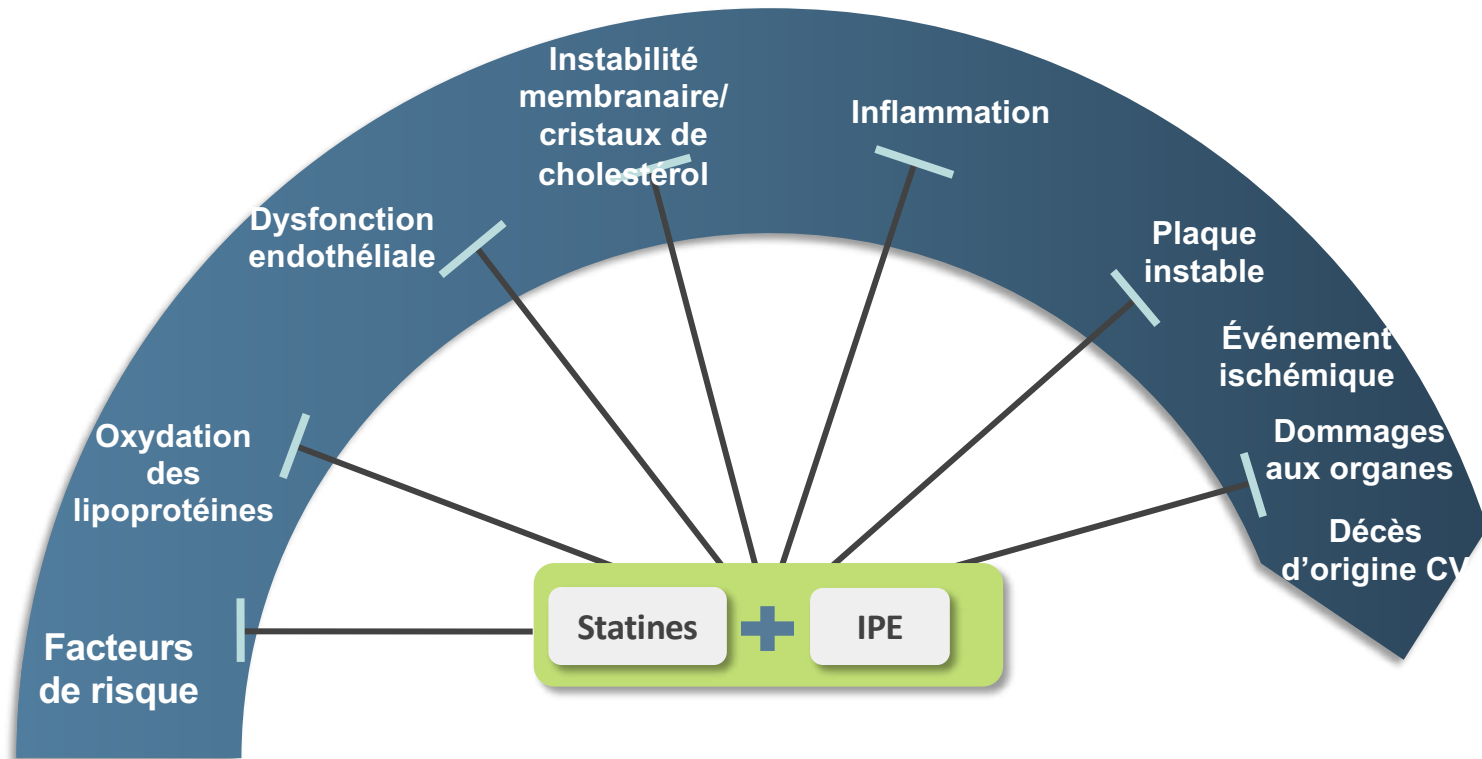 Facteurs
de risque
Oxydation
des
lipoprotéines
Dysfonction
endothéliale
Instabilité
membranaire/
cristaux de
cholestérol
Inflammation
Plaque
instable
Événement
ischémique
Dommages
aux organes
Décès
d’origine CV
Statines
IPE